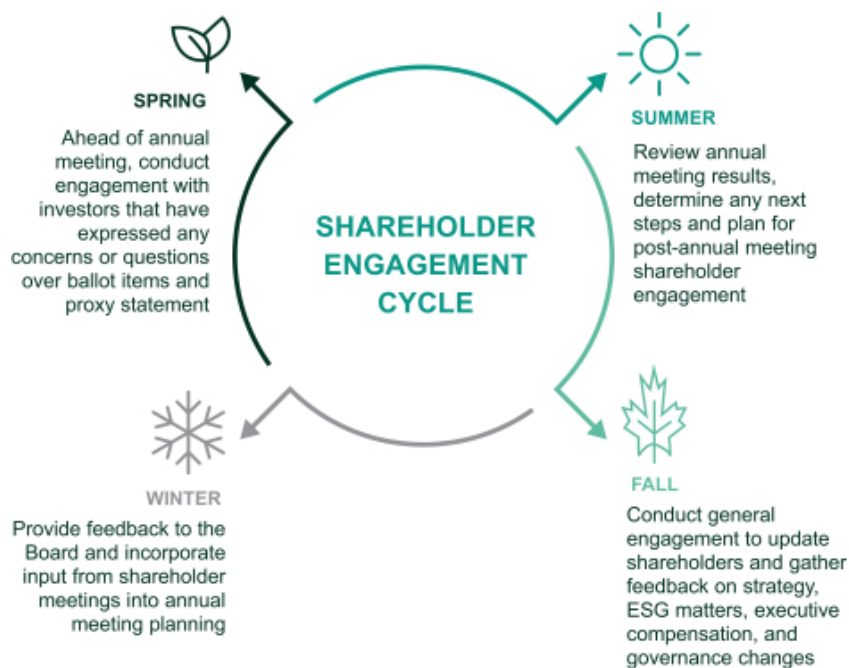 SPRING
Ahead of annual
meeting, conduct
engagement with
investors that have
expressed any
concerns or questions
over ballot items and
proxy statement
SUMMER
Review annual
meeting results,
determine any next
steps and plan for
post-annual meeting
shareholder
engagement
SHAREHOLDER
ENGAGEMENT
CYCLE
WINTER
Provide feedback to the
Board and incorporate
input from shareholder
meetings into annual
meeting planning
FALL
Conduct general
engagement to update
shareholders and gather
feedback on strategy,
ESG matters, executive
compensation, and
governance changes